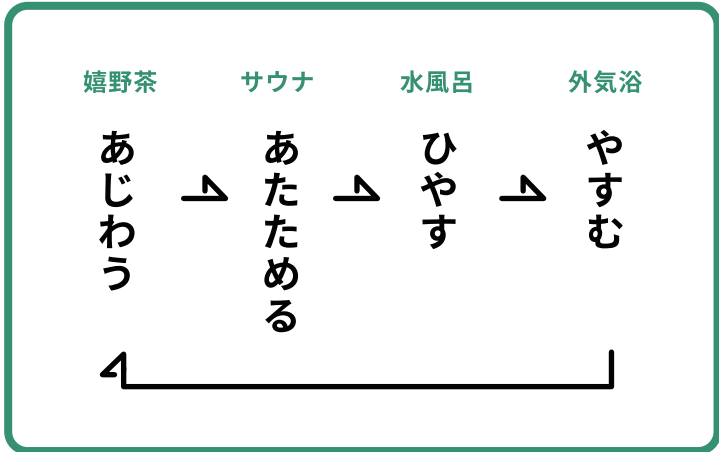 嬉野茶
あじわう
サウナ
あたためる
水風呂
ひやす
外気浴
やすむ